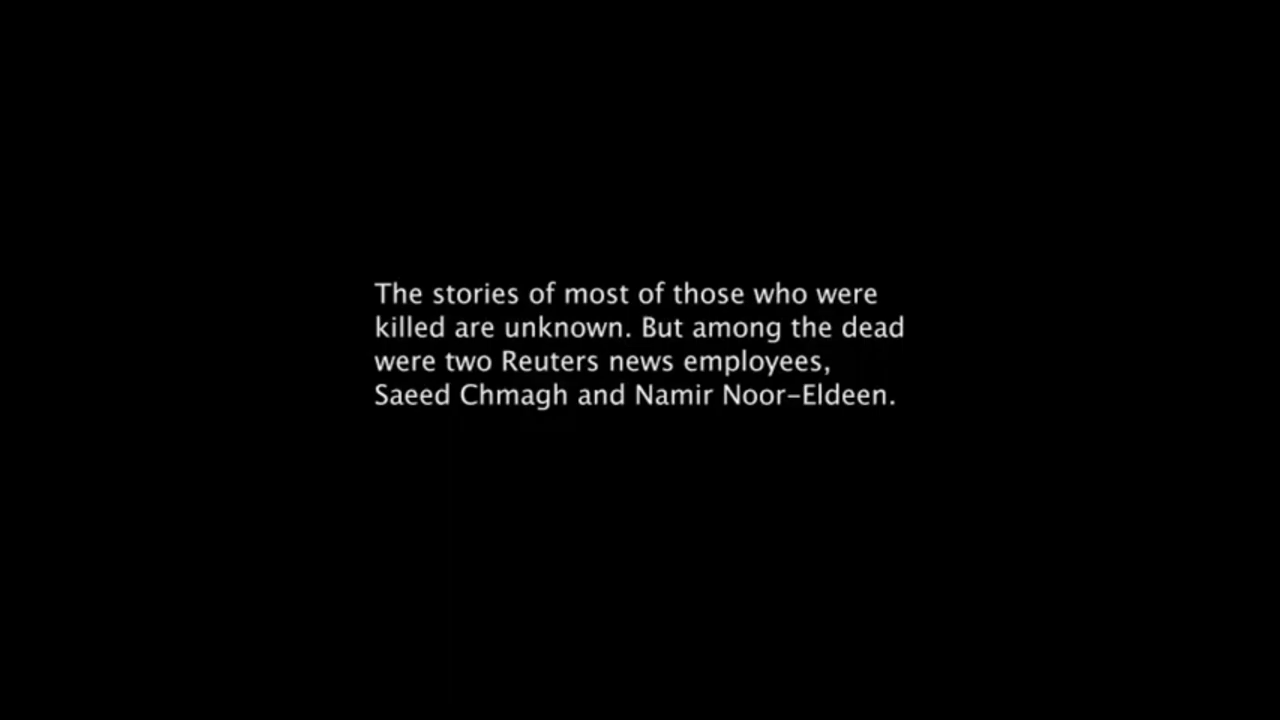 The stories of most of those who were
killed are unknown. But among the dead
were two Reuters news employees,
Saeed Chmagh and Namir Noor-Eldeen.